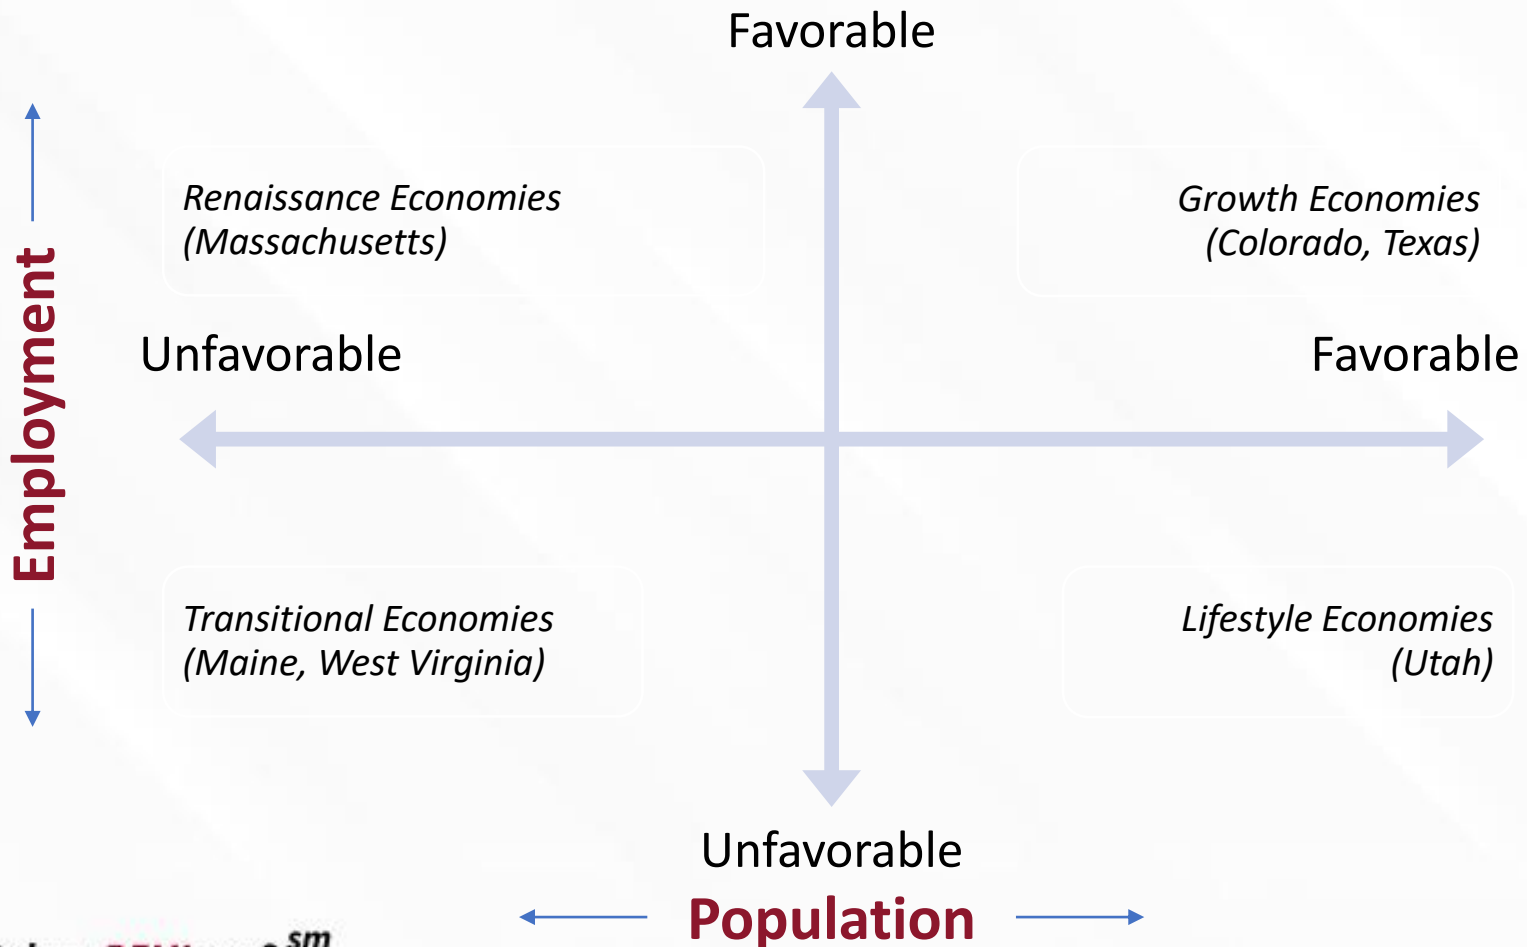 Favorable
Renaissance Economies
(Massachusetts)
Growth Economies
(Colorado, Texas)
Employment
Unfavorable
Favorable
Transitional Economies
(Maine, West Virginia)
Lifestyle Economies
(Utah)
Unfavorable
Population
sm